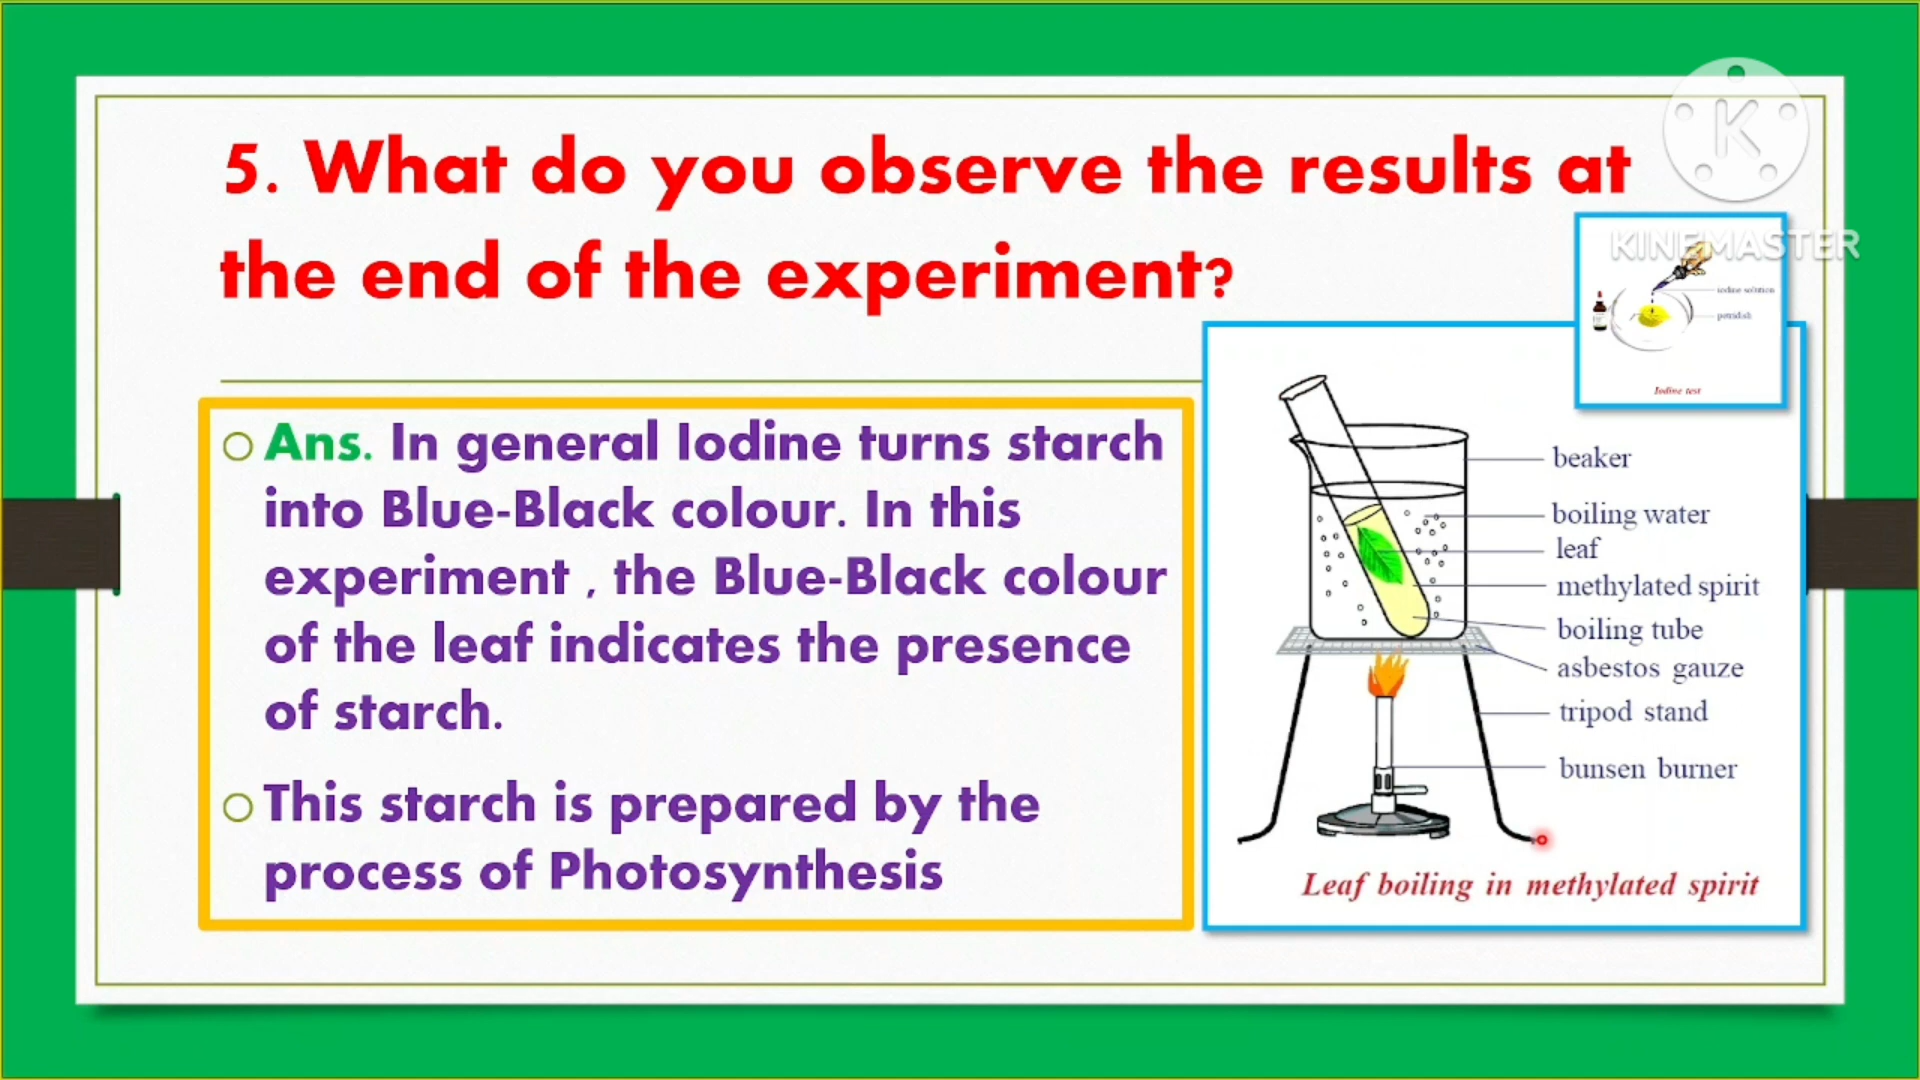 5. What do you observe the results at
the end of the experiment?
K
KINEMASTER
iodine solution
petridish
Iodine test
Ans. In general Iodine turns starch
into Blue-Black colour. In this
experiment , the Blue-Black colour
of the leaf indicates the presence
of starch.
This starch is prepared by the
process of Photosynthesis
beaker
boiling water
leaf
methylated spirit
boiling tube
asbestos gauze
tripod stand
bunsen burner
Leaf boiling in methylated spirit